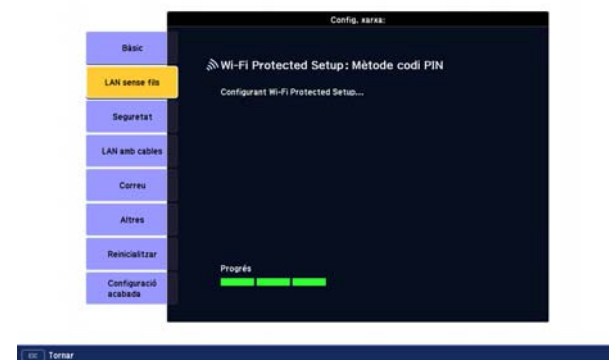 Config. xarxa:
Bàsic
LAN sense fils
Seguretat
LAN amb cables
Correu
Altres
Reinicialitzar
Configuració
acabada
Wi-Fi Protected Setup: Mètode codi PIN
Configurant Wi-Fi Protected Setup...
Progrés
Esc Tornar